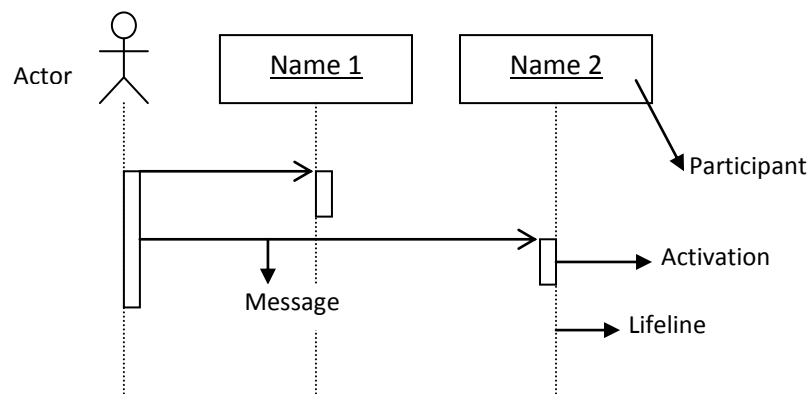 Actor
Name 1
Name 2
Participant
Activation
Message
Lifeline